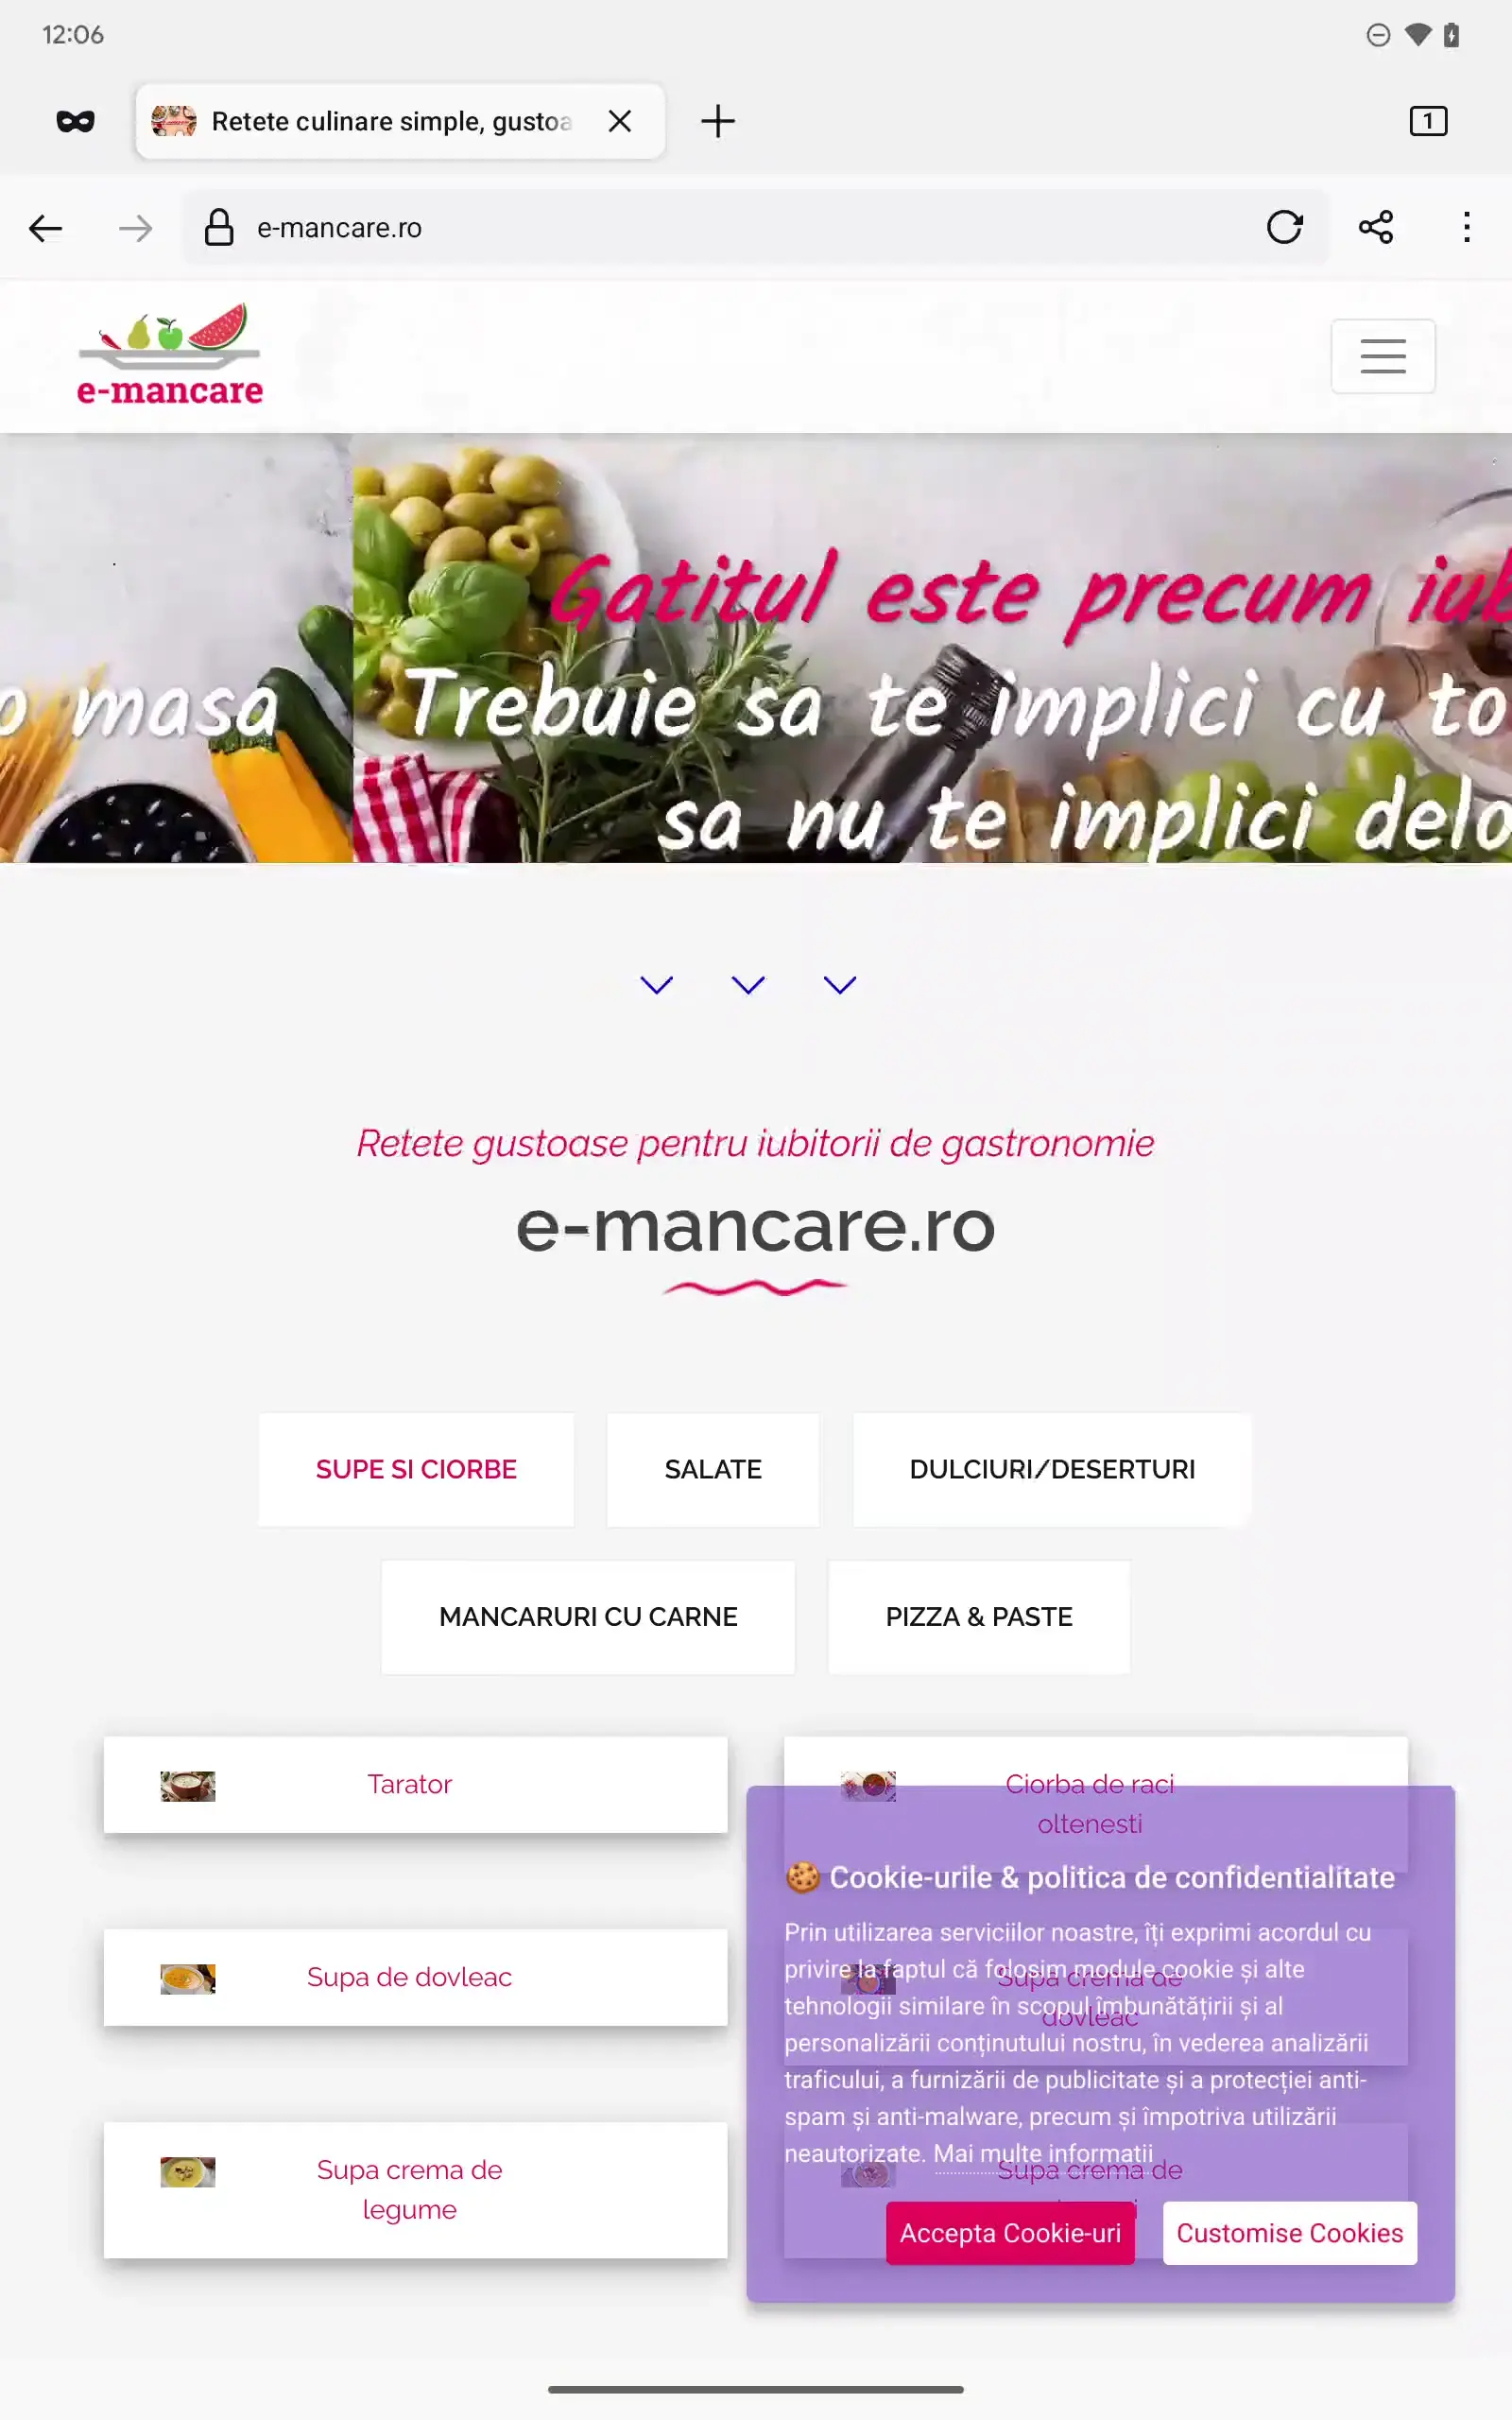 12:06
Retete culinare simple, gustoa
1
e-mancare.ro
e-mancare
Gatitul este precum iub
o masa
Trebuie sa te implici cu to
sa nu te implici delo
Retete gustoase pentru iubitorii de gastronomie
e-mancare.ro
SUPE SI CIORBE
SALATE
DULCIURI/DESERTURI
MANCARURI CU CARNE
PIZZA & PASTE
Tarator
Ciorba de raci
oltenesti
Supa de dovleac
Supa crema de
dovleac
Supa crema de
legume
Supa crema de
🍪 Cookie-urile & politica de confidentialitate
Prin utilizarea serviciilor noastre, îți exprimi acordul cu
privire la faptul că folosim module cookie și alte
tehnologii similare în scopul îmbunătățirii și al
personalizării conținutului nostru, în vederea analizării
traficului, a furnizării de publicitate și a protecției anti-
spam și anti-malware, precum și împotriva utilizării
neautorizate. Mai multe informatii
Accepta Cookie-uri
Customise Cookies